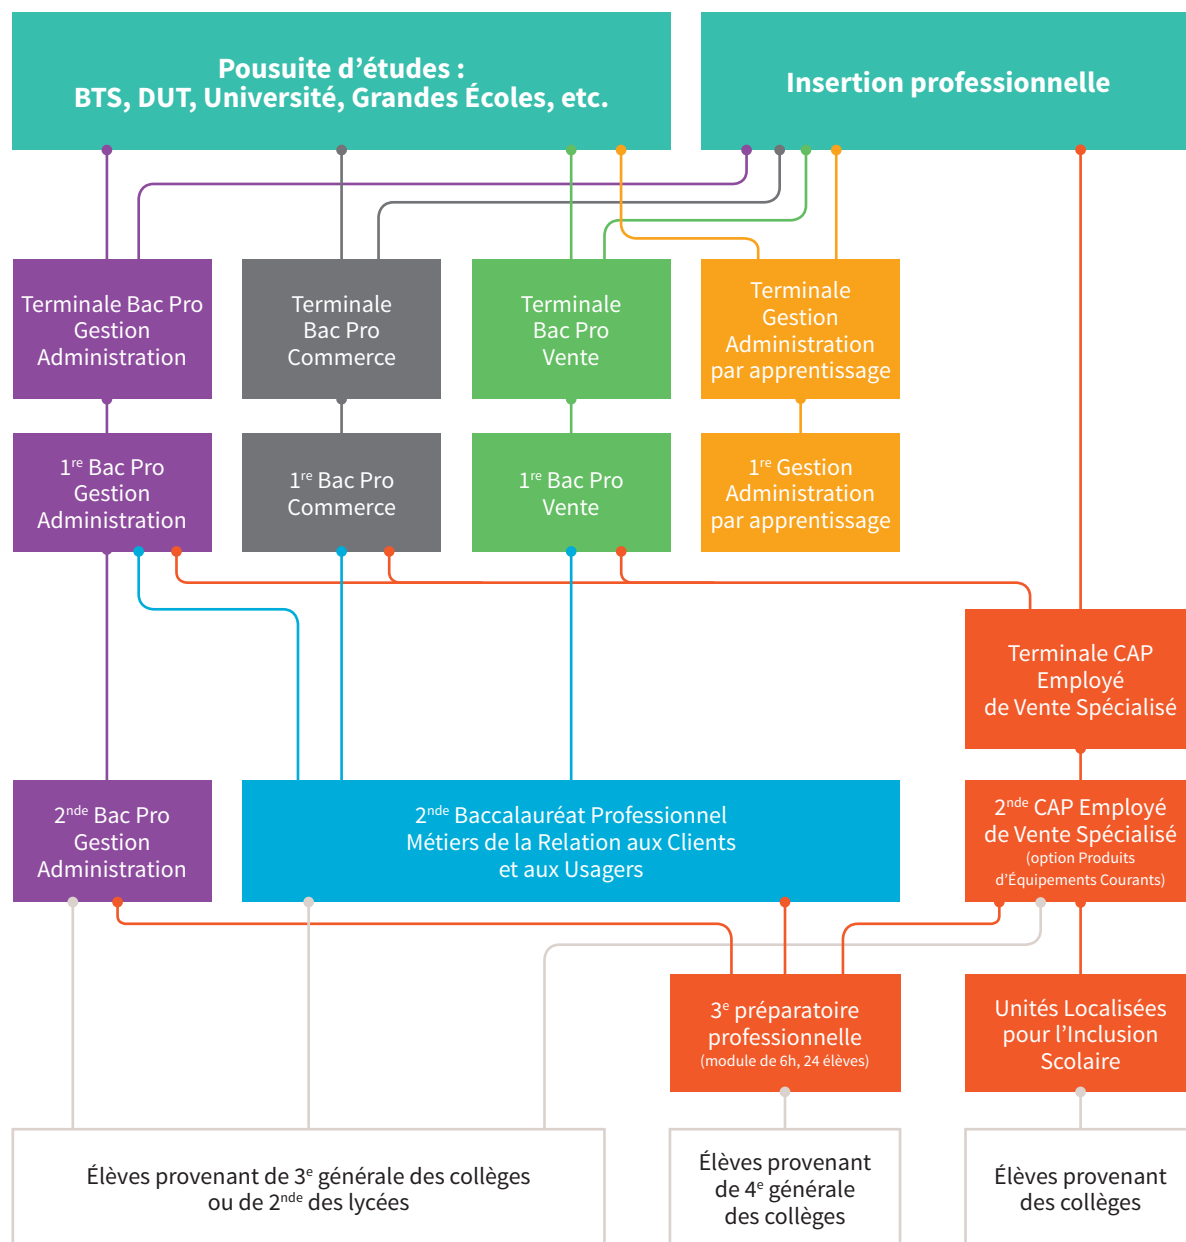 Pousuite d’études :
BTS, DUT, Université, Grandes Écoles, etc.
Insertion professionnelle
Terminale Bac Pro
Gestion
Administration
Terminale
Bac Pro
Commerce
Terminale
Bac Pro
Vente
Terminale
Gestion
Administration
par apprentissage
1re Bac Pro
Gestion
Administration
1re Bac Pro
Commerce
1re Bac Pro
Vente
1re Gestion
Administration
par apprentissage
Terminale CAP
Employé
de Vente Spécialisé
2nde Bac Pro
Gestion
Administration
2nde Baccalauréat Professionnel
Métiers de la Relation aux Clients
et aux Usagers
2nde CAP Employé
de Vente Spécialisé
(option Produits
d’Équipements Courants)
3e préparatoire
professionnelle
(module de 6h, 24 élèves)
Unités Localisées
pour l’Inclusion
Scolaire
Élèves provenant de 3e générale des collèges
ou de 2nde des lycées
Élèves provenant
de 4e générale
des collèges
Élèves provenant
des collèges